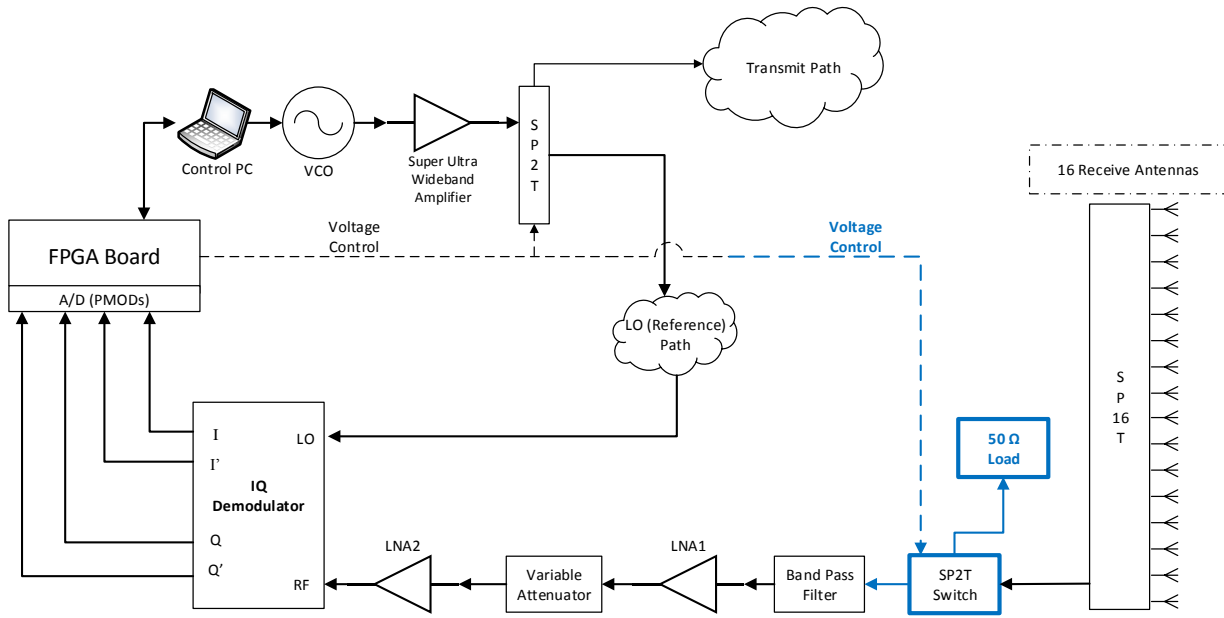 Transmit Path
Control PC
VCO
Super Ultra
Wideband
Amplifier
S
P
2
T
16 Receive Antennas
FPGA Board
A/D (PMODs)
Voltage
Control
Voltage
Control
LO (Reference)
Path
S
P
16
T
I
I'
Q
Q'
LO
IQ
Demodulator
RF
50 Ω
Load
LNA2
Variable
Attenuator
LNA1
Band Pass
Filter
SP2T
Switch